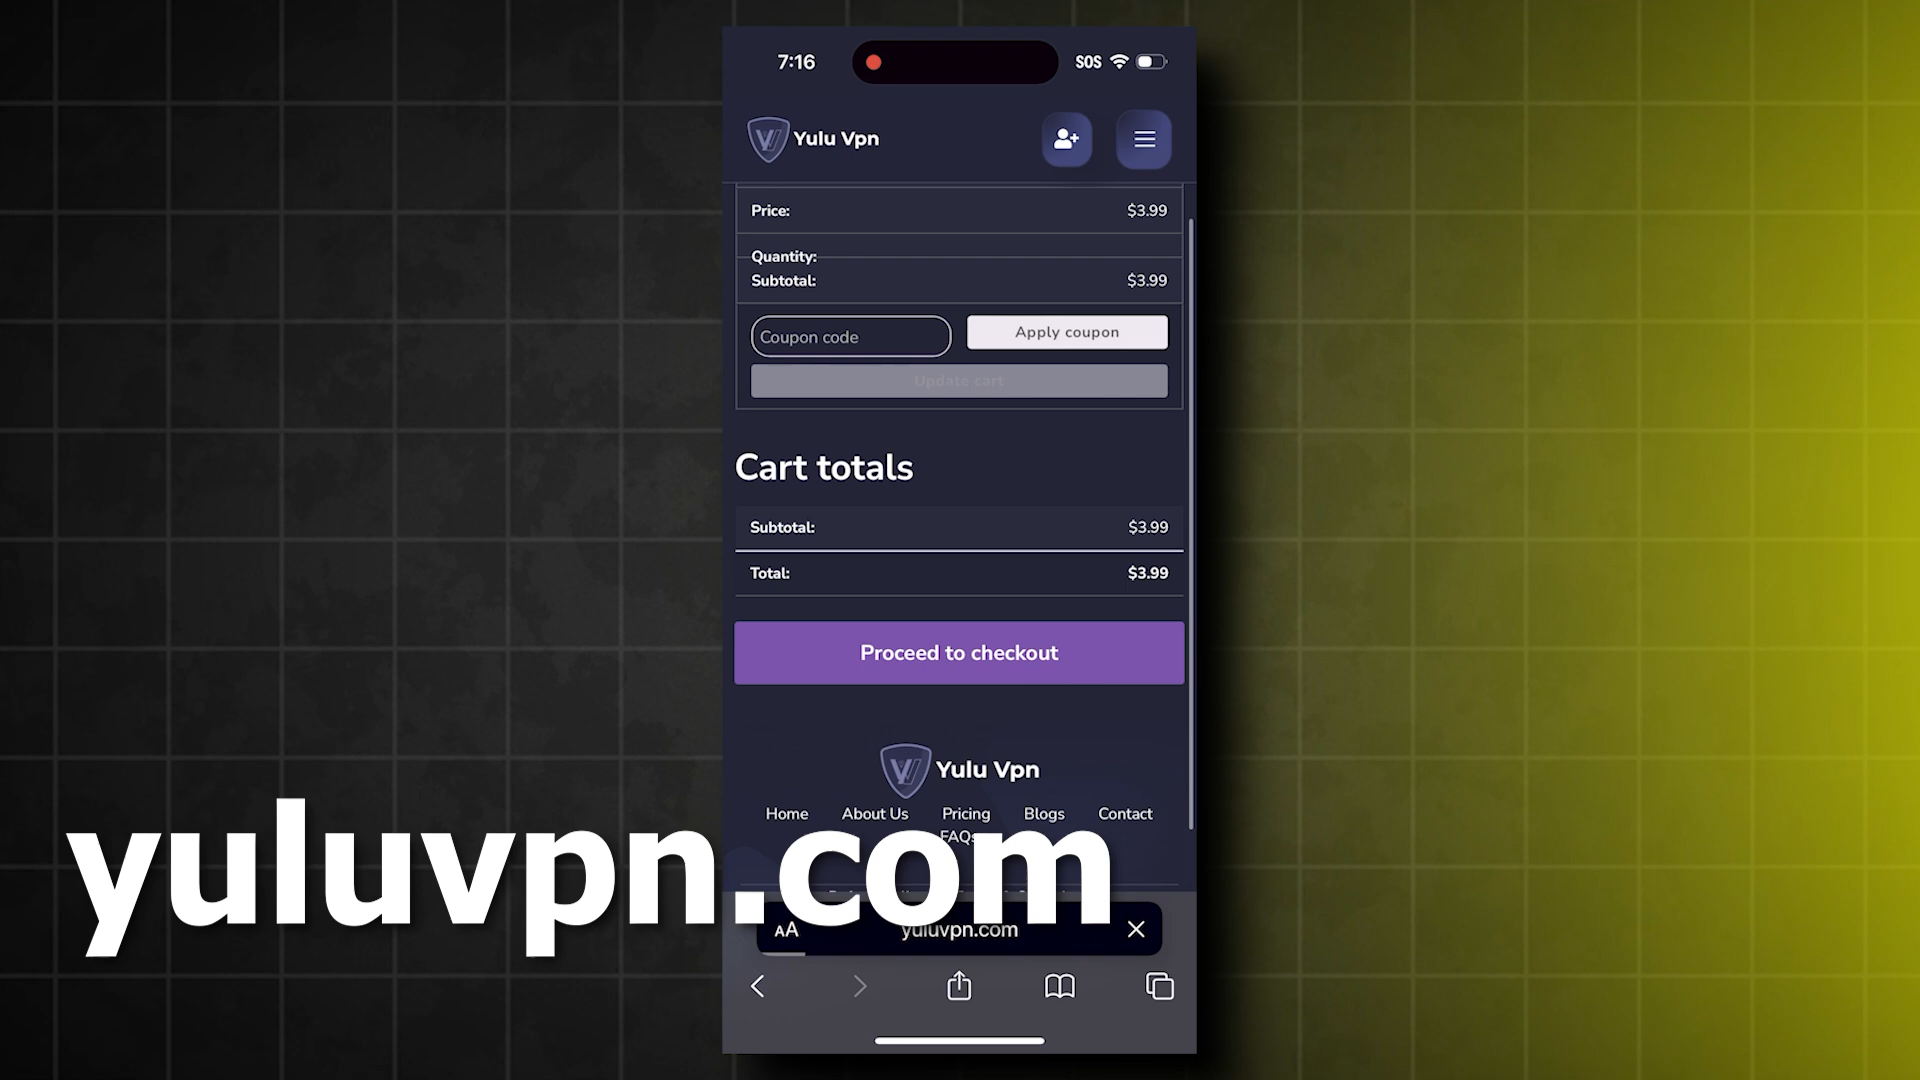 7:16 SOS
Yulu Vpn
Price: $3.99
Quantity:
Subtotal: $3.99
Coupon code Apply coupon
Update cart
Cart totals
Subtotal: $3.99
Total: $3.99
Proceed to checkout
Yulu Vpn
Home About Us Pricing Blogs Contact
FAQs
yuluvpn.com
AA yuluvpn.com